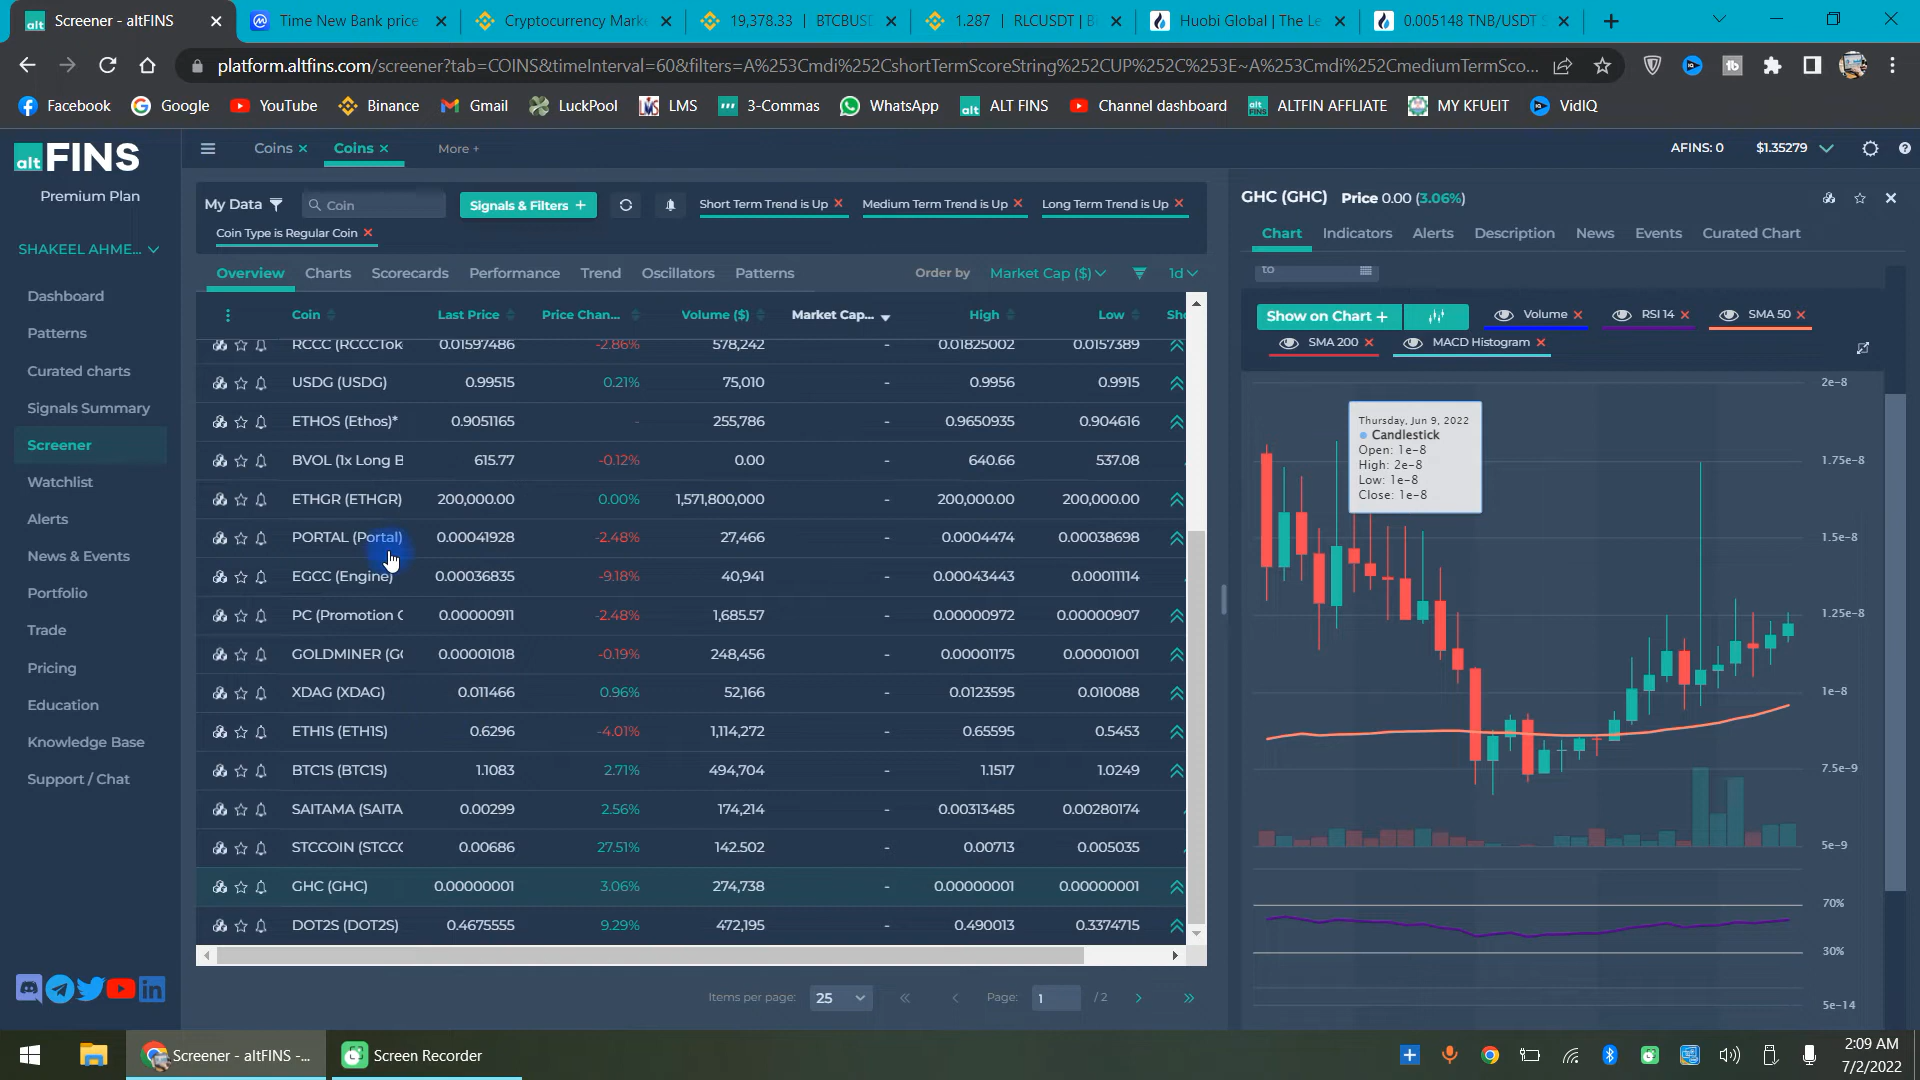 Screener - altFINS
Time New Bank price
Cryptocurrency Marke
19,378.33 | BTCBUSD
1.287 | RLCUSDT | B
Huobi Global | The Le
0.005148 TNB/USDT S
platform.altfins.com/screener?tab=COINS&timeInterval=60&filters=A%253Cmdi%252CshortTermScoreString%252CUP%252C%253E~A%253Cmdi%252CmediumTermSco...
Facebook
Google
YouTube
Binance
Gmail
LuckPool
LMS
3-Commas
WhatsApp
ALT FINS
Channel dashboard
ALTFIN AFFLIATE
MY KFUEIT
VidIQ
alt FINS
Premium Plan
SHAKEEL AHME...
Dashboard
Patterns
Curated charts
Signals Summary
Screener
Watchlist
Alerts
News & Events
Portfolio
Trade
Pricing
Education
Knowledge Base
Support / Chat
Coins × Coins × More +
AFINS: 0 $1.35279
My Data Coin Signals & Filters + Short Term Trend is Up × Medium Term Trend is Up × Long Term Trend is Up ×
Coin Type is Regular Coin ×
Overview Charts Scorecards Performance Trend Oscillators Patterns Order by Market Cap ($) 1d
Coin Last Price Price Chan... Volume ($) Market Cap... High Low Sho
RCCC (RCCCTok 0.01597486 -2.86% 578,242 - 0.01825002 0.0157389
USDG (USDG) 0.99515 0.21% 75,010 - 0.9956 0.9915
ETHOS (Ethos)* 0.9051165 - 255,786 - 0.9650935 0.904616
BVOL (1x Long B 615.77 -0.12% 0.00 - 640.66 537.08
ETHGR (ETHGR) 200,000.00 0.00% 1,571,800,000 - 200,000.00 200,000.00
PORTAL (Portal) 0.00041928 -2.48% 27,466 - 0.0004474 0.00038698
EGCC (Engine) 0.00036835 -9.18% 40,941 - 0.00043443 0.00011114
PC (Promotion C 0.00000911 -2.48% 1,685.57 - 0.00000972 0.00000907
GOLDMINER (GO 0.00001018 -0.19% 248,456 - 0.00001175 0.00001001
XDAG (XDAG) 0.011466 0.96% 52,166 - 0.0123595 0.010088
ETH1S (ETH1S) 0.6296 -4.01% 1,114,272 - 0.65595 0.5453
BTC1S (BTC1S) 1.1083 2.71% 494,704 - 1.1517 1.0249
SAITAMA (SAITA 0.00299 2.56% 174,214 - 0.00313485 0.00280174
STCCOIN (STCCO 0.00686 27.51% 142.502 - 0.00713 0.005035
GHC (GHC) 0.00000001 3.06% 274,738 - 0.00000001 0.00000001
DOT2S (DOT2S) 0.4675555 9.29% 472,195 - 0.490013 0.3374715
Items per page: 25 Page: 1 / 2
GHC (GHC) Price 0.00 (3.06%)
Chart Indicators Alerts Description News Events Curated Chart
to
Show on Chart + Volume × RSI 14 × SMA 50 ×
SMA 200 × MACD Histogram ×
Thursday, Jun 9, 2022
Candlestick
Open: 1e-8
High: 2e-8
Low: 1e-8
Close: 1e-8
2e-8
1.75e-8
1.5e-8
1.25e-8
1e-8
7.5e-9
5e-9
70%
30%
5e-14
Screener - altFINS -...
Screen Recorder
2:09 AM
7/2/2022